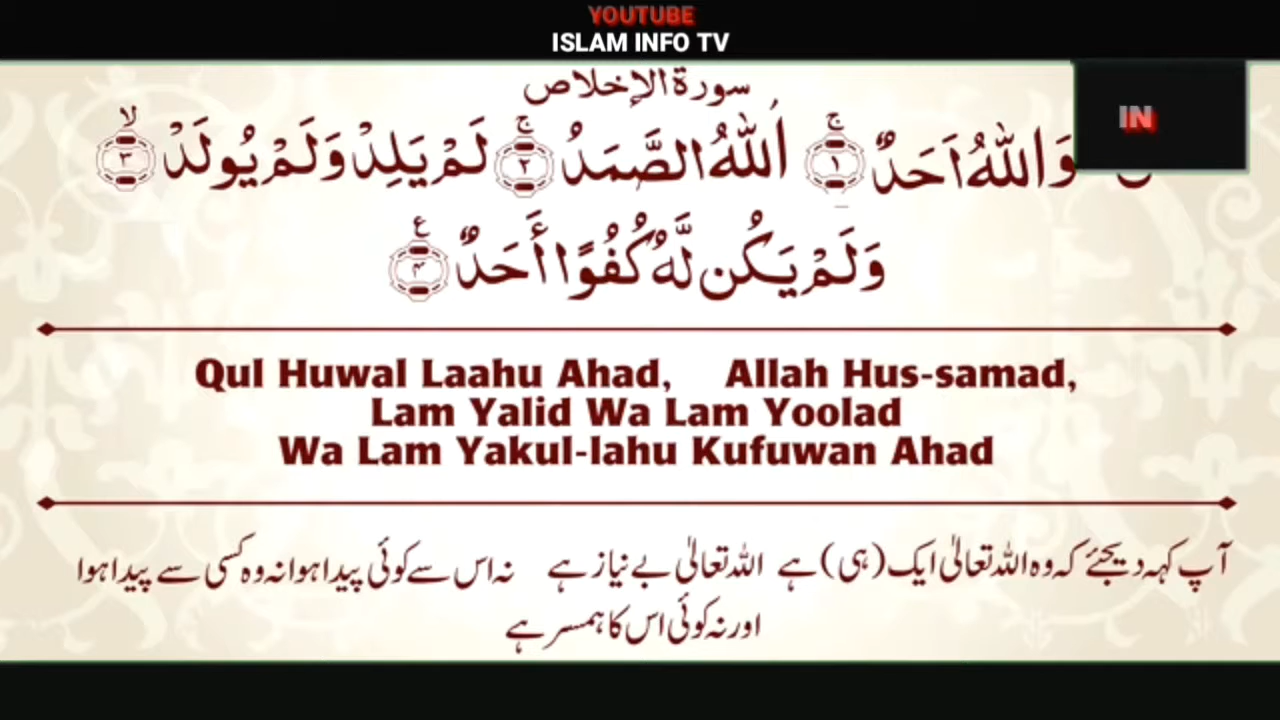 YOUTUBE
ISLAM INFO TV
IN
سورة الإخلاص
وَاللّٰهُ اَحَدٌ ۚ ﴿١﴾ اَللّٰهُ الصَّمَدُ ۚ ﴿٢﴾ لَمْ يَلِدْ وَلَمْ يُولَدْ ۙ ﴿٣﴾
وَلَمْ يَكُن لَّهُ كُفُوًا أَحَدٌ ﴿۴﴾ ع
Qul Huwal Laahu Ahad, Allah Hus-samad,
Lam Yalid Wa Lam Yoolad
Wa Lam Yakul-lahu Kufuwan Ahad
آپ کہہ دیجئے کہ وہ اللہ تعالیٰ ایک (ہی) ہے اللہ تعالیٰ بے نیاز ہے نہ اس سے کوئی پیدا ہوا نہ وہ کسی سے پیدا ہوا
اور نہ کوئی اس کا ہمسر ہے